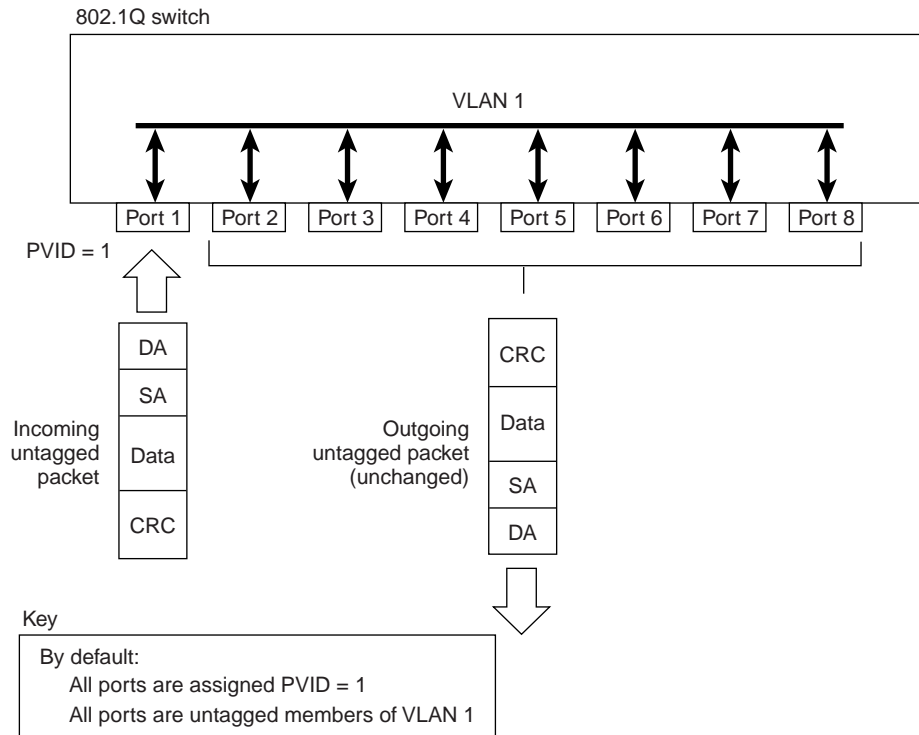 802.1Q switch
VLAN 1
Port 1 Port 2 Port 3 Port 4 Port 5 Port 6 Port 7 Port 8
PVID = 1
DA
SA
Data
CRC
Incoming
untagged
packet
CRC
Data
SA
DA
Outgoing
untagged packet
(unchanged)
Key
By default:
All ports are assigned PVID = 1
All ports are untagged members of VLAN 1